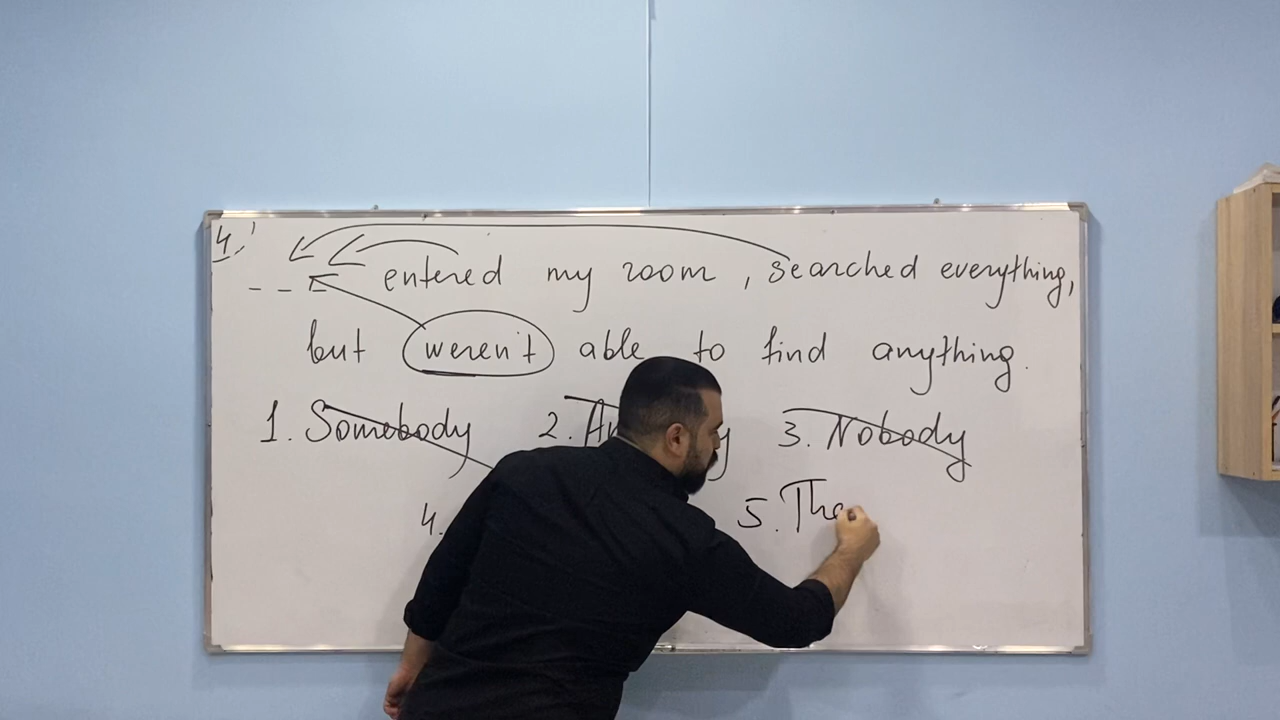 4.
_ _ _ entered my room, searched everything,
but weren't able to find anything.
1. Somebody 2. 3. Nobody
4. 5. The